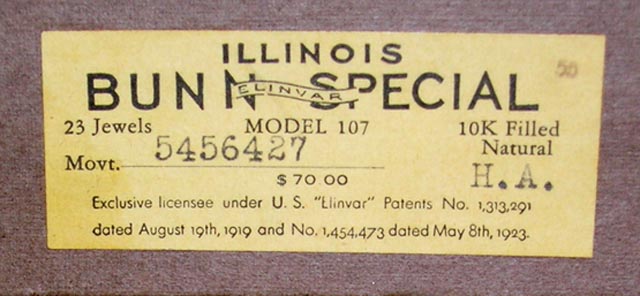 ILLINOIS
50
BUNN SPECIAL
ELINVAR
23 Jewels MODEL 107 10K Filled
Natural
Movt. 5456427
H.A.
$70.00
Exclusive licensee under U. S. "Elinvar" Patents No. 1,313,291
dated August 19th, 1919 and No. 1,454,473 dated May 8th, 1923.